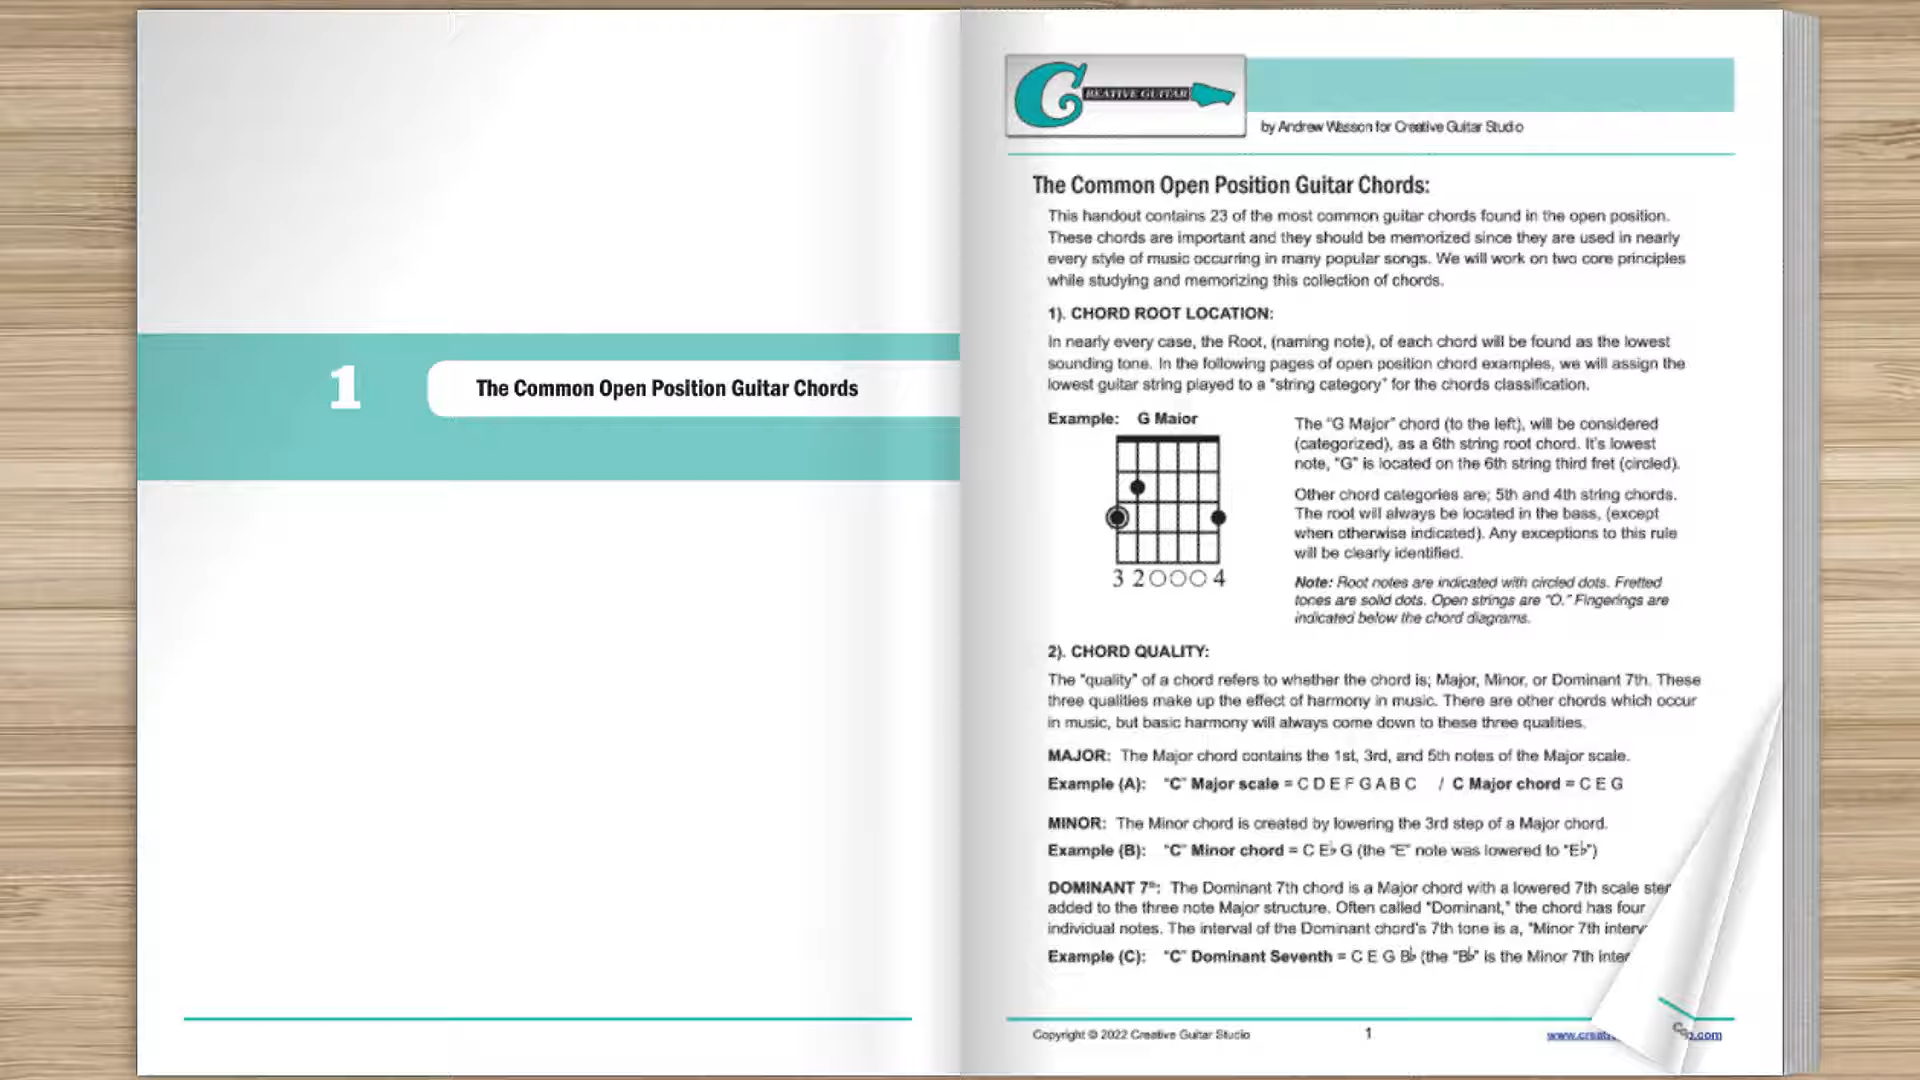 1
The Common Open Position Guitar Chords
CREATIVE GUITAR
by Andrew Wasson for Creative Guitar Studio
The Common Open Position Guitar Chords:
This handout contains 23 of the most common guitar chords found in the open position.
These chords are important and they should be memorized since they are used in nearly
every style of music occurring in many popular songs. We will work on two core principles
while studying and memorizing this collection of chords.
1). CHORD ROOT LOCATION:
In nearly every case, the Root, (naming note), of each chord will be found as the lowest
sounding tone. In the following pages of open position chord examples, we will assign the
lowest guitar string played to a "string category" for the chords classification.
Example: G Major
3 2 O O O 4
The "G Major" chord (to the left), will be considered
(categorized), as a 6th string root chord. It's lowest
note, "G" is located on the 6th string third fret (circled).
Other chord categories are; 5th and 4th string chords.
The root will always be located in the bass, (except
when otherwise indicated). Any exceptions to this rule
will be clearly identified.
Note: Root notes are indicated with circled dots. Fretted
tones are solid dots. Open strings are "O." Fingerings are
indicated below the chord diagrams.
2). CHORD QUALITY:
The "quality" of a chord refers to whether the chord is; Major, Minor, or Dominant 7th. These
three qualities make up the effect of harmony in music. There are other chords which occur
in music, but basic harmony will always come down to these three qualities.
MAJOR: The Major chord contains the 1st, 3rd, and 5th notes of the Major scale.
Example (A): "C" Major scale = C D E F G A B C / C Major chord = C E G
MINOR: The Minor chord is created by lowering the 3rd step of a Major chord.
Example (B): "C" Minor chord = C E♭ G (the "E" note was lowered to "E♭")
DOMINANT 7th: The Dominant 7th chord is a Major chord with a lowered 7th scale step
added to the three note Major structure. Often called "Dominant," the chord has four
individual notes. The interval of the Dominant chord's 7th tone is a, "Minor 7th
Example (C): "C" Dominant Seventh = C E G B♭ (the "B♭" is the Minor 7th
Copyright © 2022 Creative Guitar Studio
1